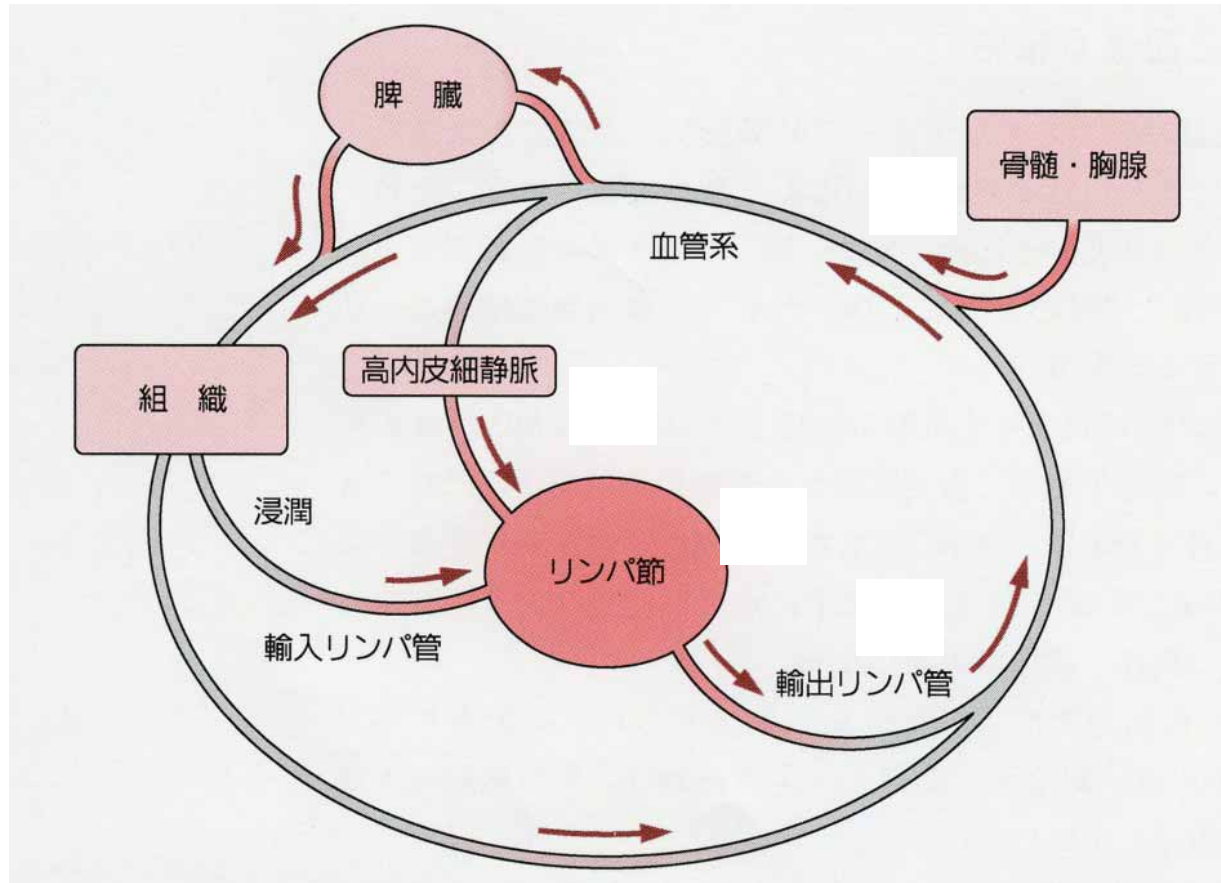 脾 臓
骨髄・胸腺
血管系
高内皮細静脈
組 織
浸潤
リンパ節
輸入リンパ管
輸出リンパ管